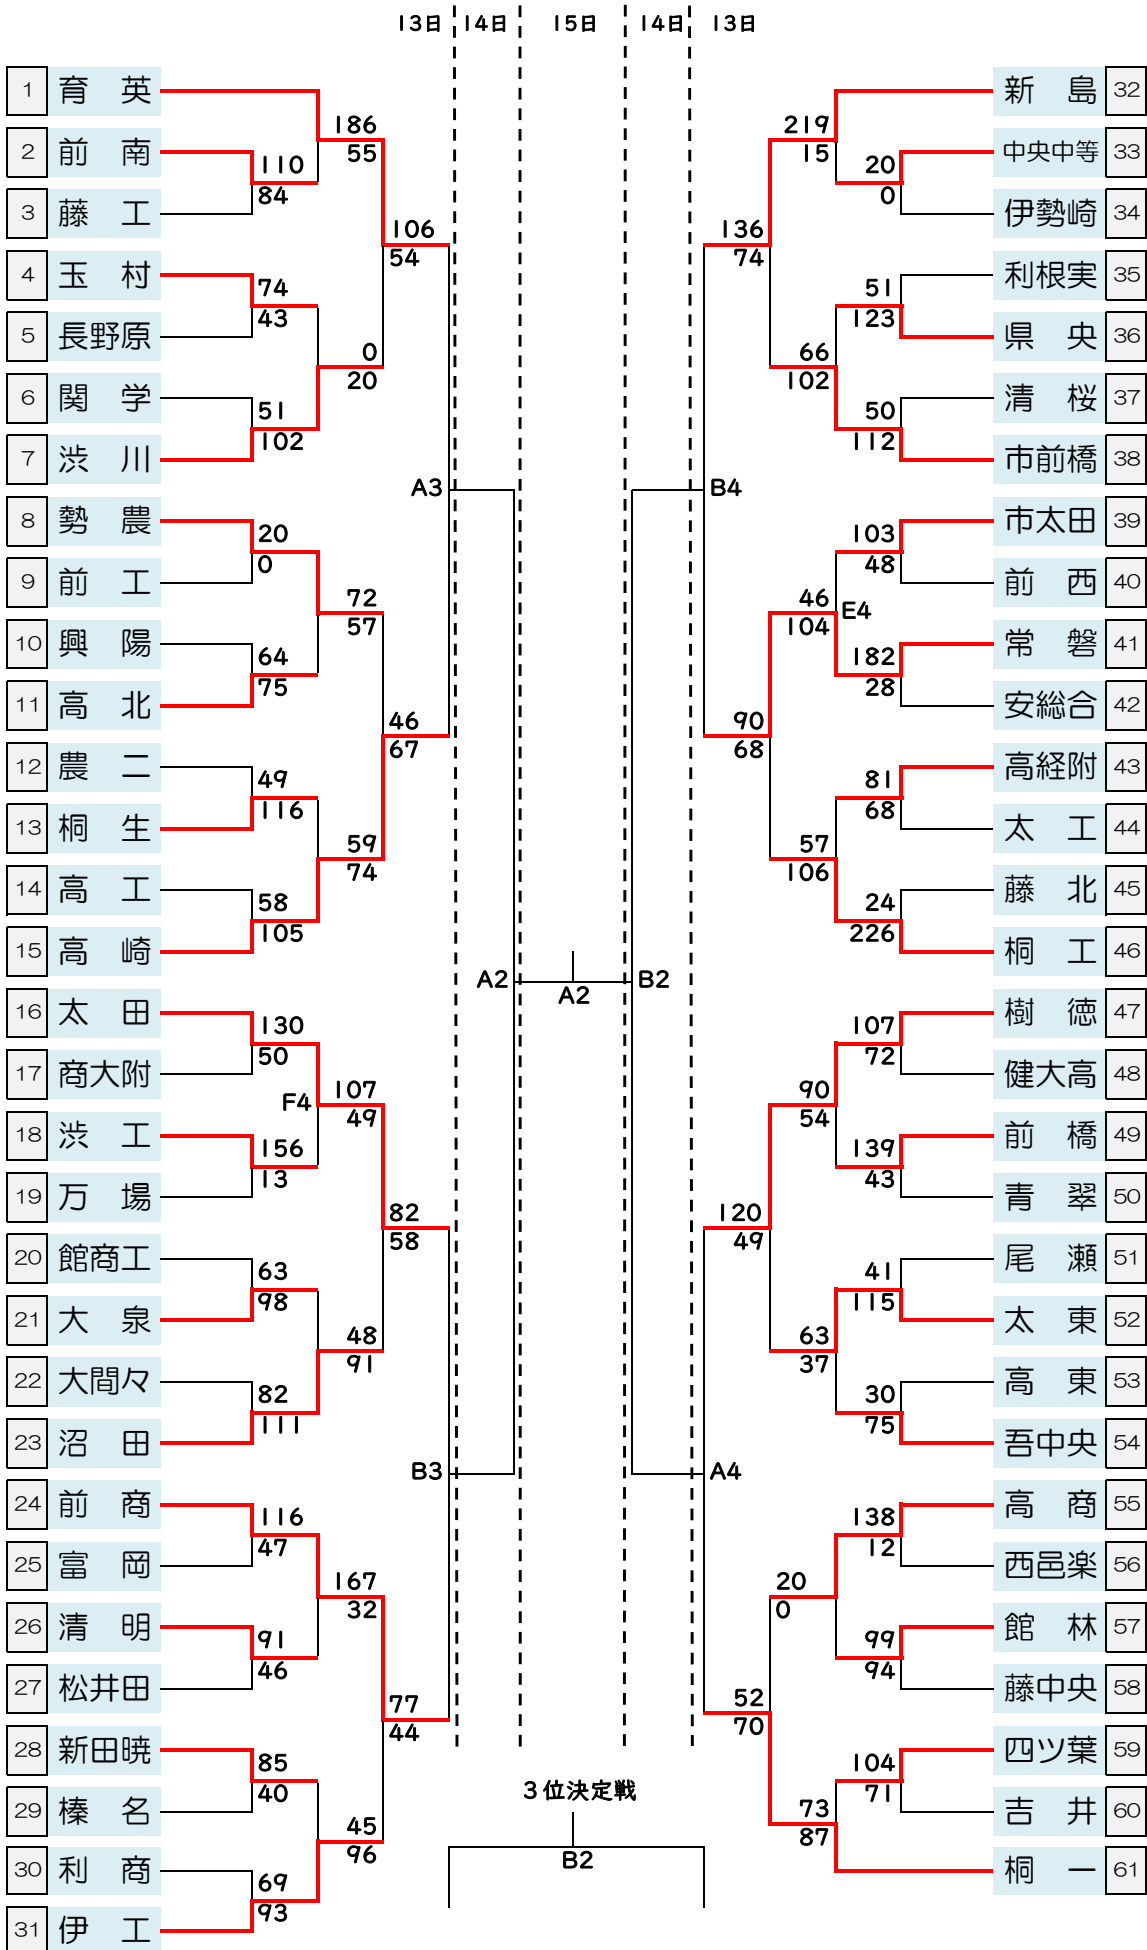 13日 14日 15日 14日 13日
1 育 英
2 前 南
3 藤 工
4 玉 村
5 長野原
6 関 学
7 渋 川
8 勢 農
9 前 工
10 興 陽
11 高 北
12 農 二
13 桐 生
14 高 工
15 高 崎
16 太 田
17 商大附
18 渋 工
19 万 場
20 館商工
21 大 泉
22 大間々
23 沼 田
24 前 商
25 富 岡
26 清 明
27 松井田
28 新田暁
29 榛 名
30 利 商
31 伊 工
110
84
74
43
51
102
20
0
64
75
49
116
58
105
130
50
156
13
63
98
82
111
116
47
91
46
85
40
69
93
186
55
0
20
72
57
59
74
F4
107
49
48
91
167
32
45
96
106
54
46
67
82
58
77
44
A3
B3
A2
A2
B2
B4
A4
136
74
90
68
120
49
52
70
219
15
66
102
46
104
E4
57
106
90
54
63
37
20
0
73
87
20
0
51
123
50
112
103
48
182
28
81
68
24
226
107
72
139
43
41
115
30
75
138
12
99
94
104
71
新 島 32
中央中等 33
伊勢崎 34
利根実 35
県 央 36
清 桜 37
市前橋 38
市太田 39
前 西 40
常 磐 41
安総合 42
高経附 43
太 工 44
藤 北 45
桐 工 46
樹 徳 47
健大高 48
前 橋 49
青 翠 50
尾 瀬 51
太 東 52
高 東 53
吾中央 54
高 商 55
西邑楽 56
館 林 57
藤中央 58
四ツ葉 59
吉 井 60
桐 一 61
3位決定戦
B2